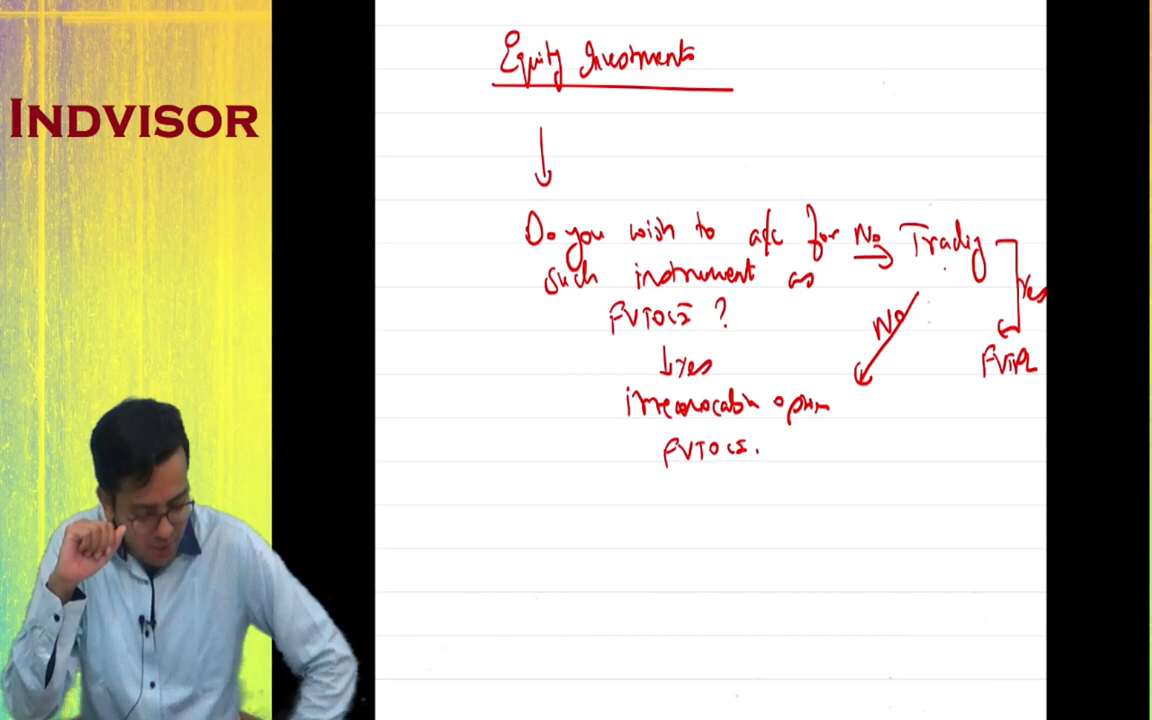 INDVISOR
Equity Investments
Do you wish to a/c for No Trading
such instrument as Yes
FVTOCI ? No
Yes FVTPL
irrevocable option
FVTOCI.